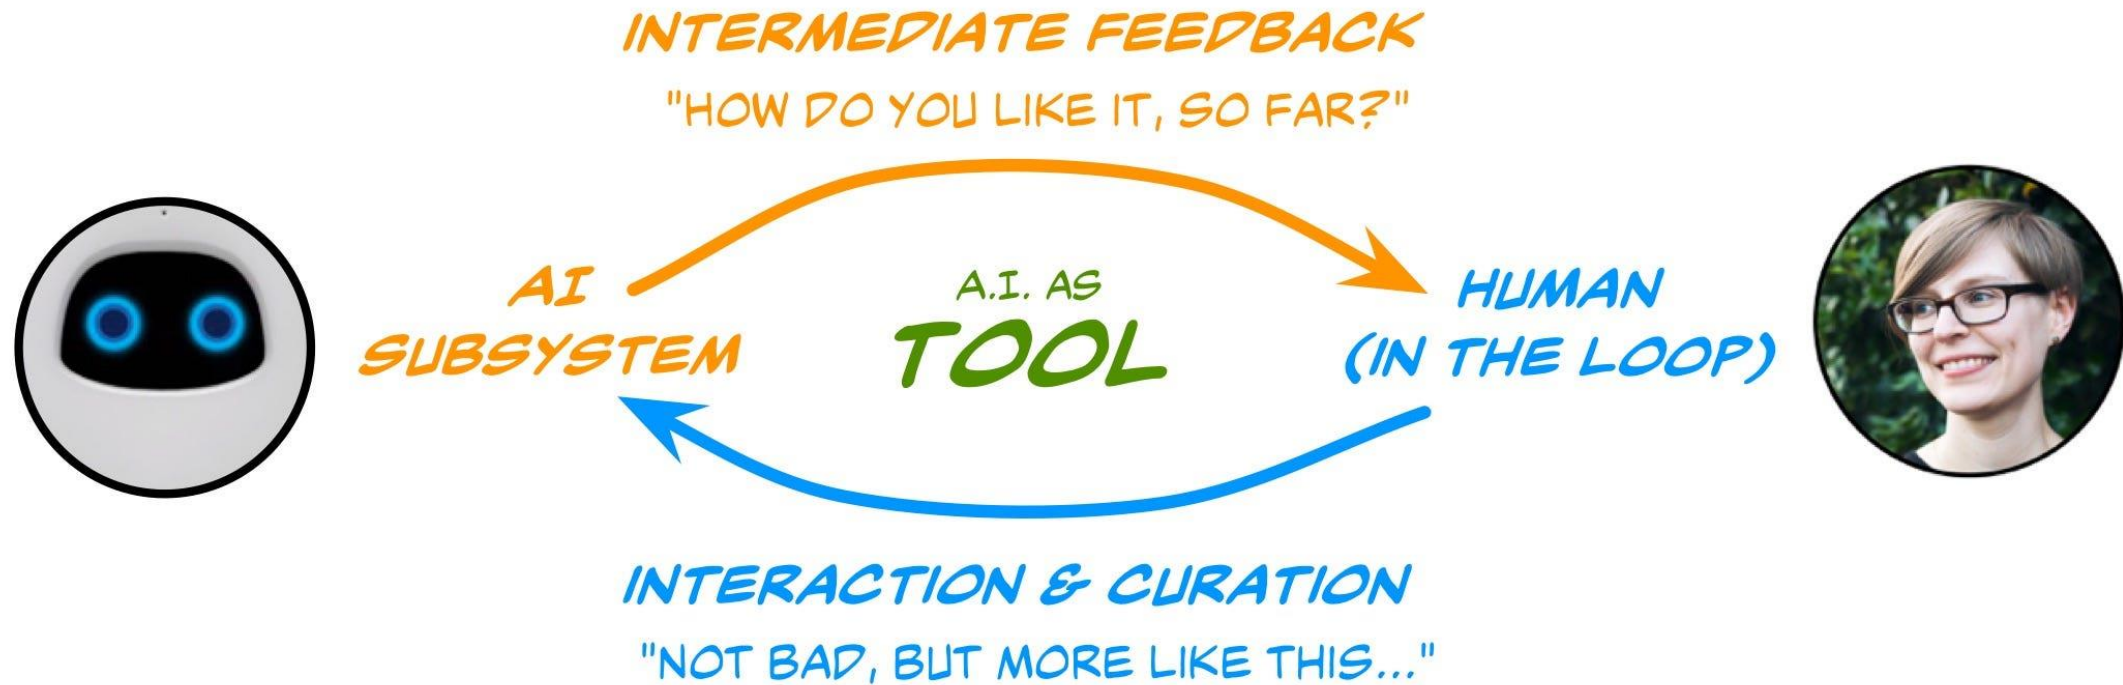 INTERMEDIATE FEEDBACK
"HOW DO YOU LIKE IT, SO FAR?"
AI
SUBSYSTEM
A.I. AS
TOOL
HUMAN
(IN THE LOOP)
INTERACTION & CURATION
"NOT BAD, BUT MORE LIKE THIS..."